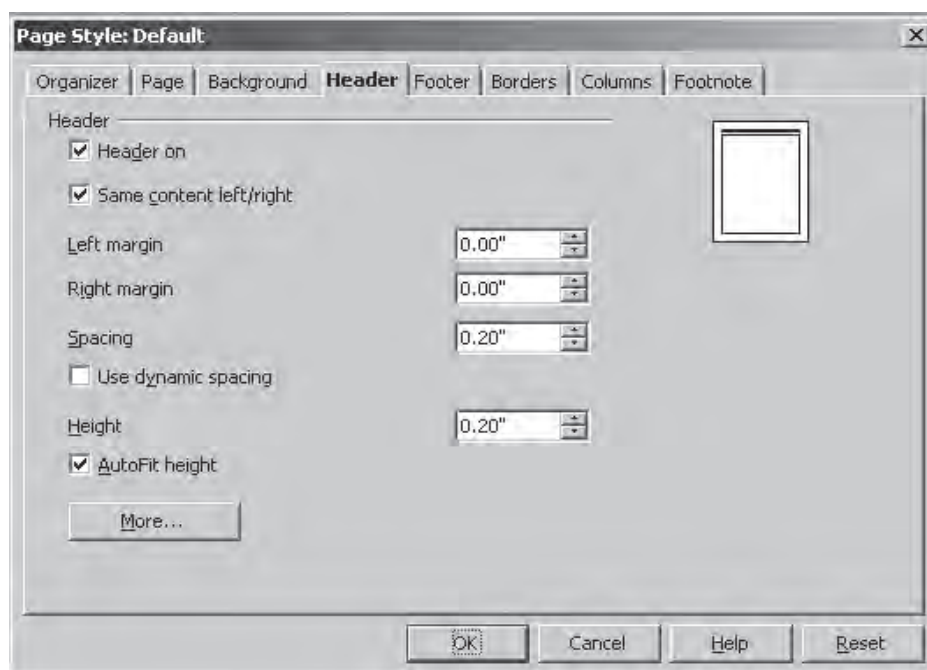 Page Style: Default
Organizer Page Background Header Footer Borders Columns Footnote
Header
Header on
Same content left/right
Left margin 0.00"
Right margin 0.00"
Spacing 0.20"
Use dynamic spacing
Height 0.20"
AutoFit height
More...
OK Cancel Help Reset